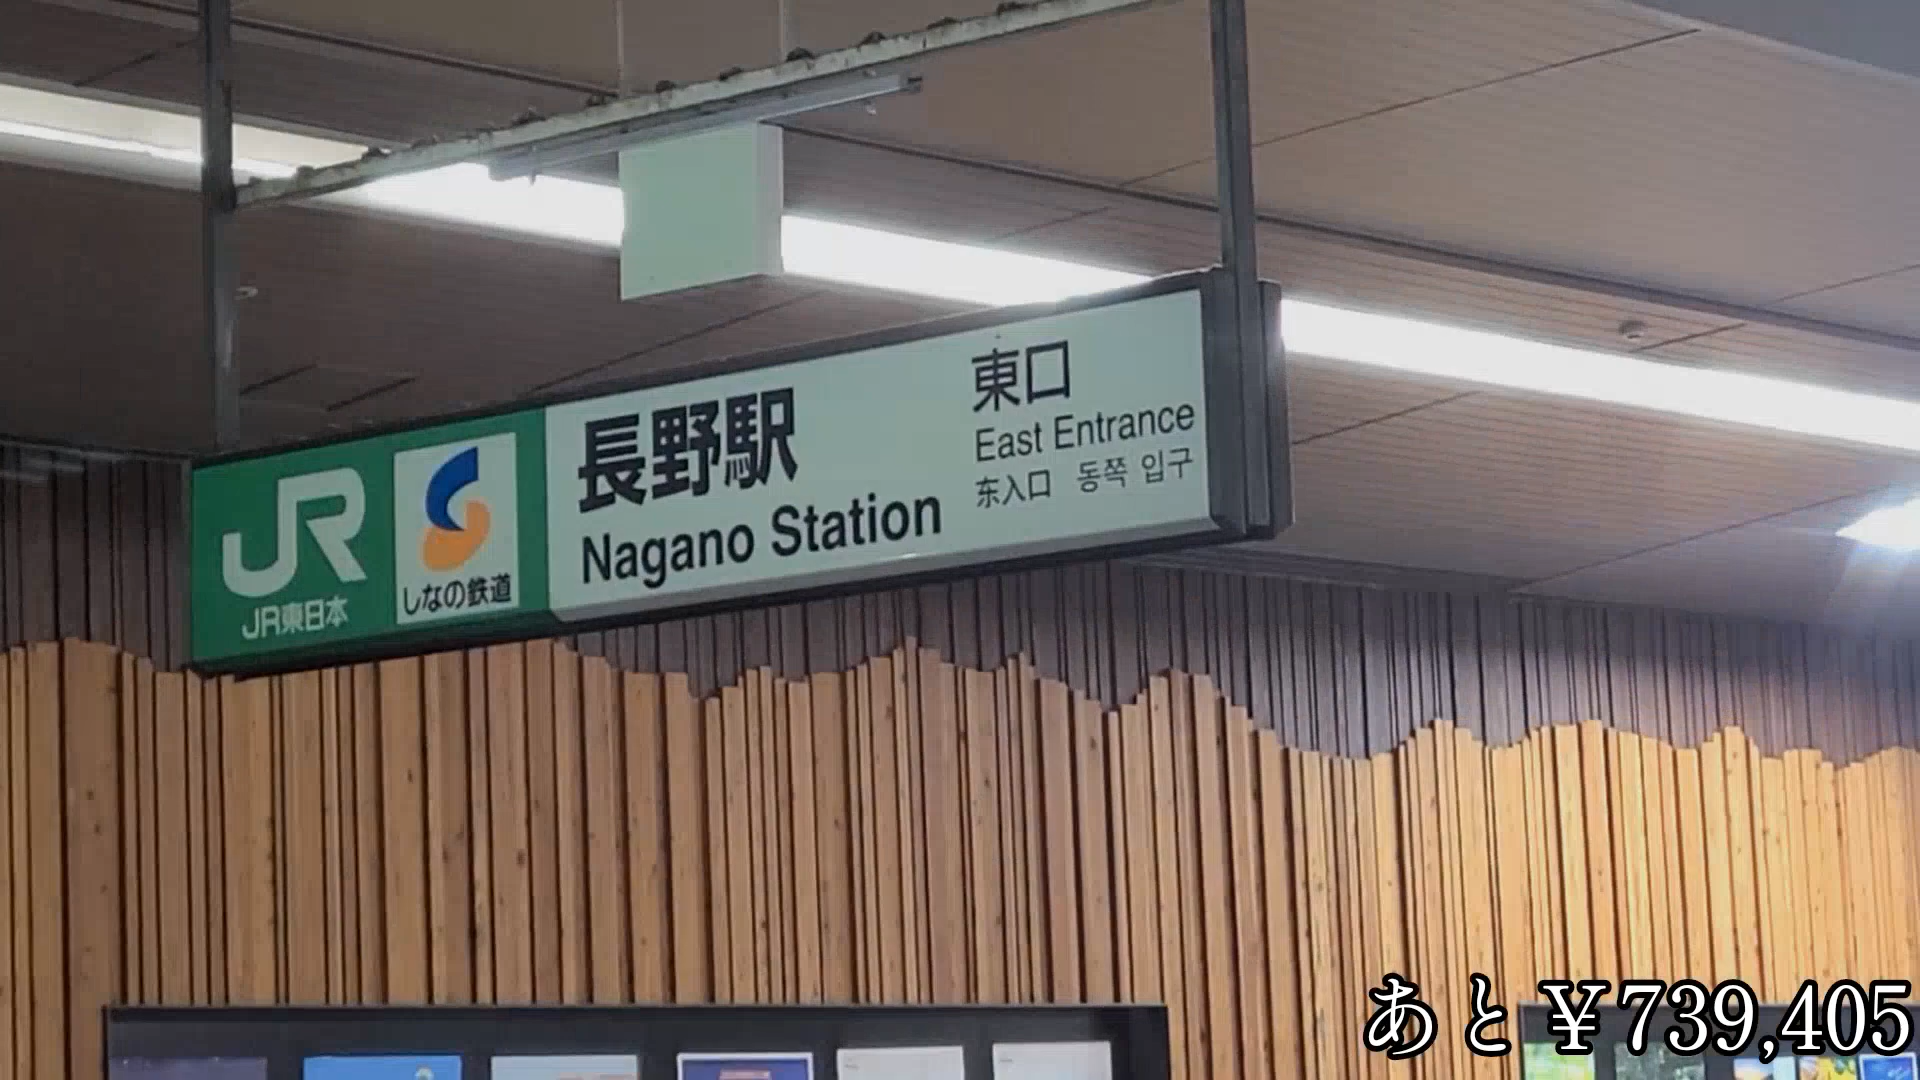 JR
JR東日本
しなの鉄道
長野駅
Nagano Station
東口
East Entrance
东入口 동쪽 입구
あと¥739,405